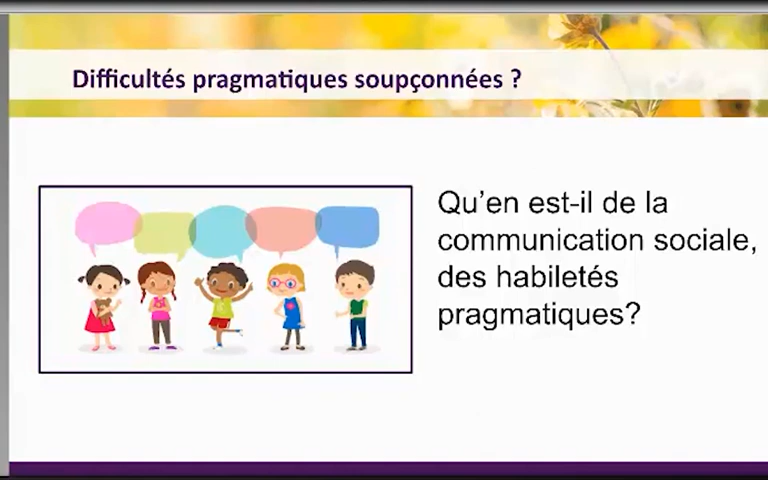 Difficultés pragmatiques soupçonnées ?
Qu’en est-il de la
communication sociale,
des habiletés
pragmatiques?